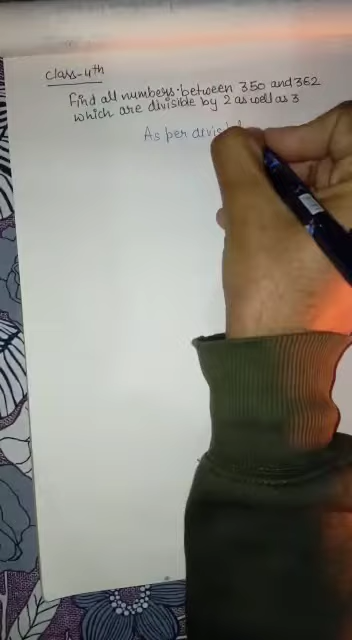 Class-4th
Find all numbers between 350 and 362
which are divisible by 2 as well as 3
As per